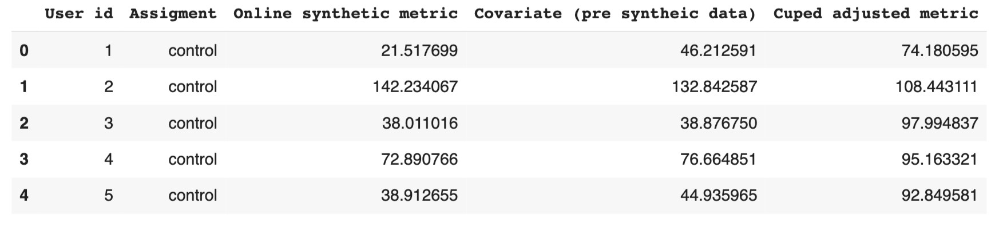 User id Assigment Online synthetic metric Covariate (pre syntheic data) Cuped adjusted metric
0 1 control 21.517699 46.212591 74.180595
1 2 control 142.234067 132.842587 108.443111
2 3 control 38.011016 38.876750 97.994837
3 4 control 72.890766 76.664851 95.163321
4 5 control 38.912655 44.935965 92.849581